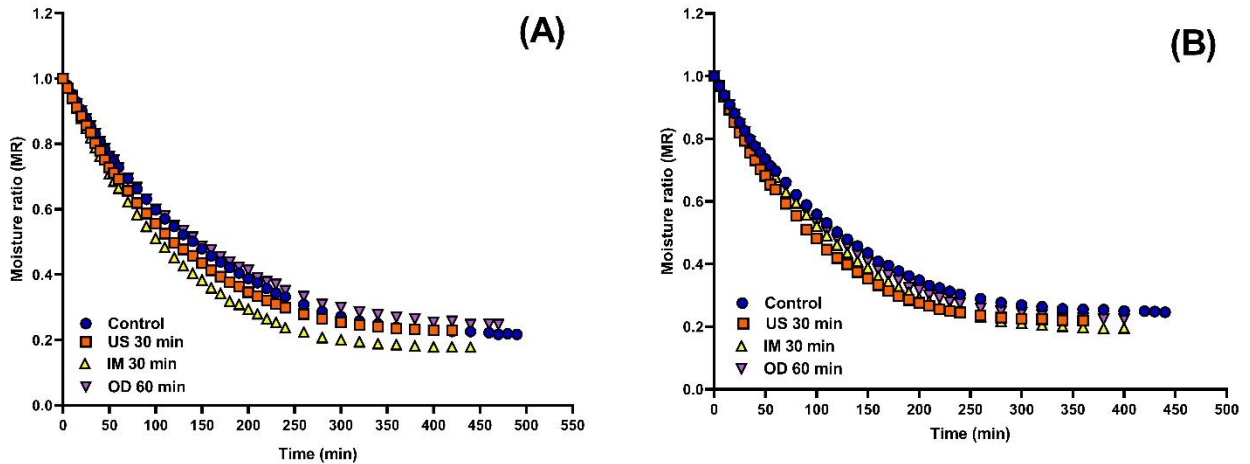 (A)
Moisture ratio (MR)
1.2
1.0
0.8
0.6
0.4
0.2
0.0
Control
US 30 min
IM 30 min
OD 60 min
0 50 100 150 200 250 300 350 400 450 500 550
Time (min)
(B)
Moisture ratio (MR)
1.2
1.0
0.8
0.6
0.4
0.2
0.0
Control
US 30 min
IM 30 min
OD 60 min
0 50 100 150 200 250 300 350 400 450 500
Time (min)